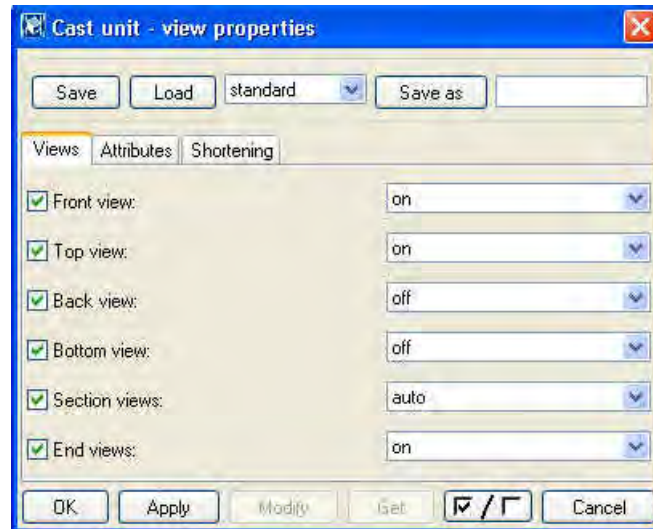 Cast unit - view properties
Save Load standard Save as
Views Attributes Shortening
Front view: on
Top view: on
Back view: off
Bottom view: off
Section views: auto
End views: on
OK Apply Modify Get / Cancel